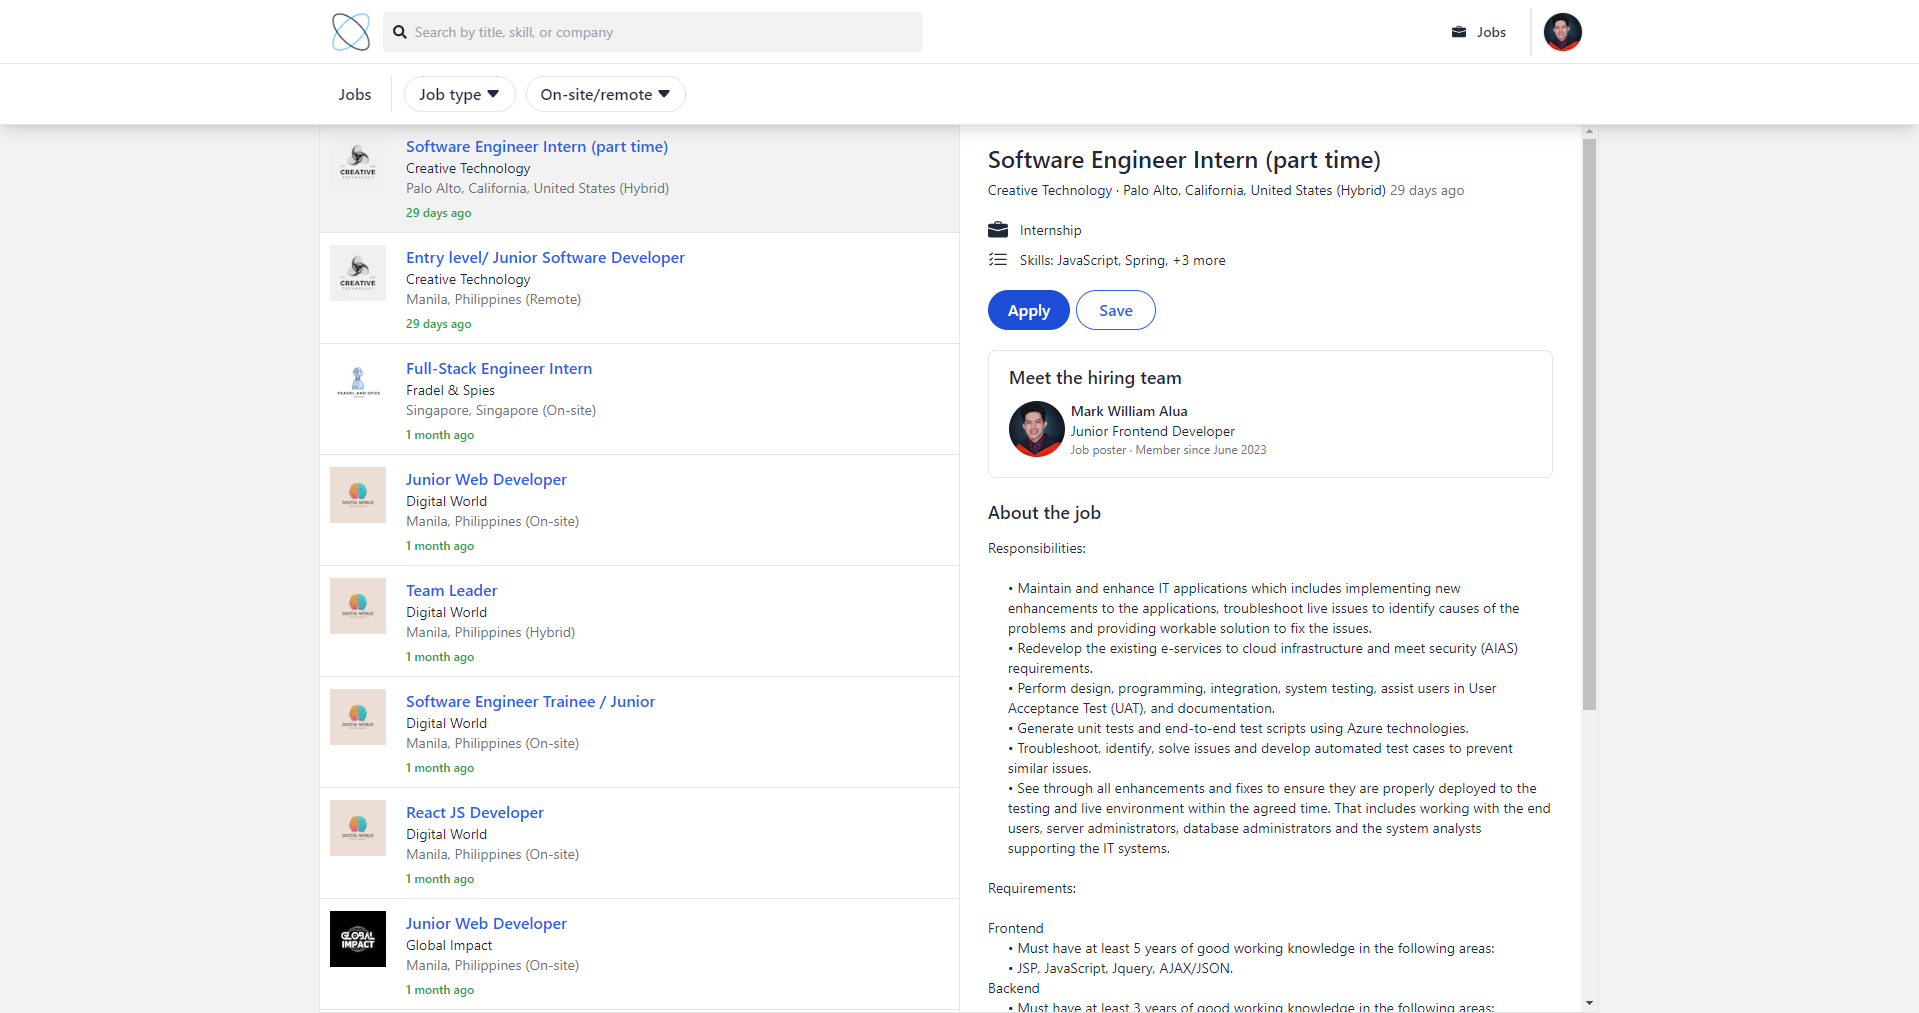 Search by title, skill, or company
Jobs
Jobs
Job type
On-site/remote
CREATIVE
TECHNOLOGY
Software Engineer Intern (part time)
Creative Technology
Palo Alto, California, United States (Hybrid)
29 days ago
CREATIVE
TECHNOLOGY
Entry level/ Junior Software Developer
Creative Technology
Manila, Philippines (Remote)
29 days ago
FRADEL AND SPIES
Full-Stack Engineer Intern
Fradel & Spies
Singapore, Singapore (On-site)
1 month ago
DIGITAL WORLD
Junior Web Developer
Digital World
Manila, Philippines (On-site)
1 month ago
DIGITAL WORLD
Team Leader
Digital World
Manila, Philippines (Hybrid)
1 month ago
DIGITAL WORLD
Software Engineer Trainee / Junior
Digital World
Manila, Philippines (On-site)
1 month ago
DIGITAL WORLD
React JS Developer
Digital World
Manila, Philippines (On-site)
1 month ago
GLOBAL
IMPACT
Junior Web Developer
Global Impact
Manila, Philippines (On-site)
1 month ago
Software Engineer Intern (part time)
Creative Technology · Palo Alto, California, United States (Hybrid) 29 days ago
Internship
Skills: JavaScript, Spring, +3 more
Apply
Save
Meet the hiring team
Mark William Alua
Junior Frontend Developer
Job poster · Member since June 2023
About the job
Responsibilities:
• Maintain and enhance IT applications which includes implementing new
enhancements to the applications, troubleshoot live issues to identify causes of the
problems and providing workable solution to fix the issues.
• Redevelop the existing e-services to cloud infrastructure and meet security (AIAS)
requirements.
• Perform design, programming, integration, system testing, assist users in User
Acceptance Test (UAT), and documentation.
• Generate unit tests and end-to-end test scripts using Azure technologies.
• Troubleshoot, identify, solve issues and develop automated test cases to prevent
similar issues.
• See through all enhancements and fixes to ensure they are properly deployed to the
testing and live environment within the agreed time. That includes working with the end
users, server administrators, database administrators and the system analysts
supporting the IT systems.
Requirements:
Frontend
• Must have at least 5 years of good working knowledge in the following areas:
• JSP, JavaScript, Jquery, AJAX/JSON.
Backend
• Must have at least 3 years of good working knowledge in the following areas: